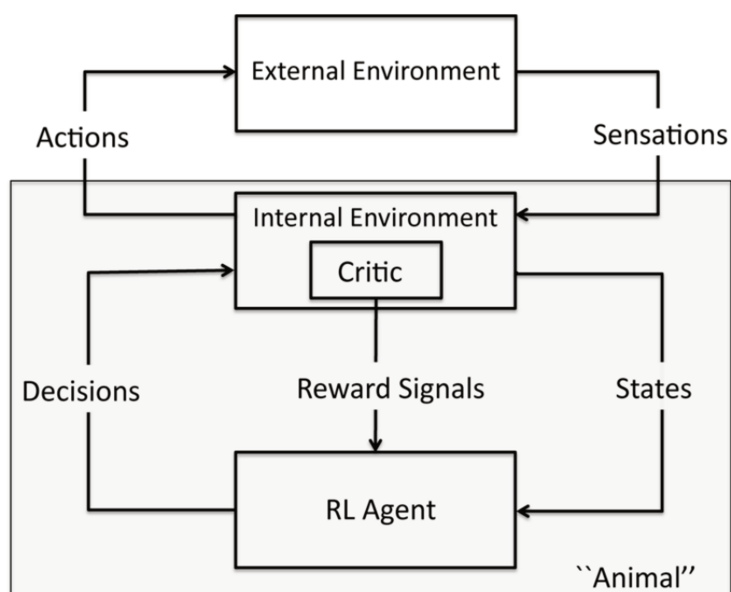 External Environment
Actions
Sensations
Internal Environment
Critic
Decisions
Reward Signals
States
RL Agent
``Animal’’